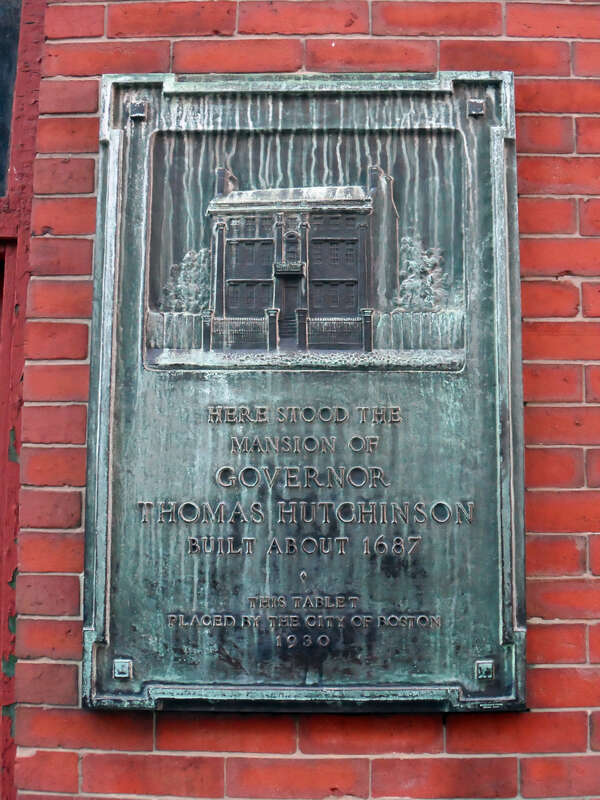 HERE STOOD THE
MANSION OF
GOVERNOR
THOMAS HUTCHINSON
BUILT ABOUT 1687
THIS TABLET
PLACED BY THE CITY OF BOSTON
1930